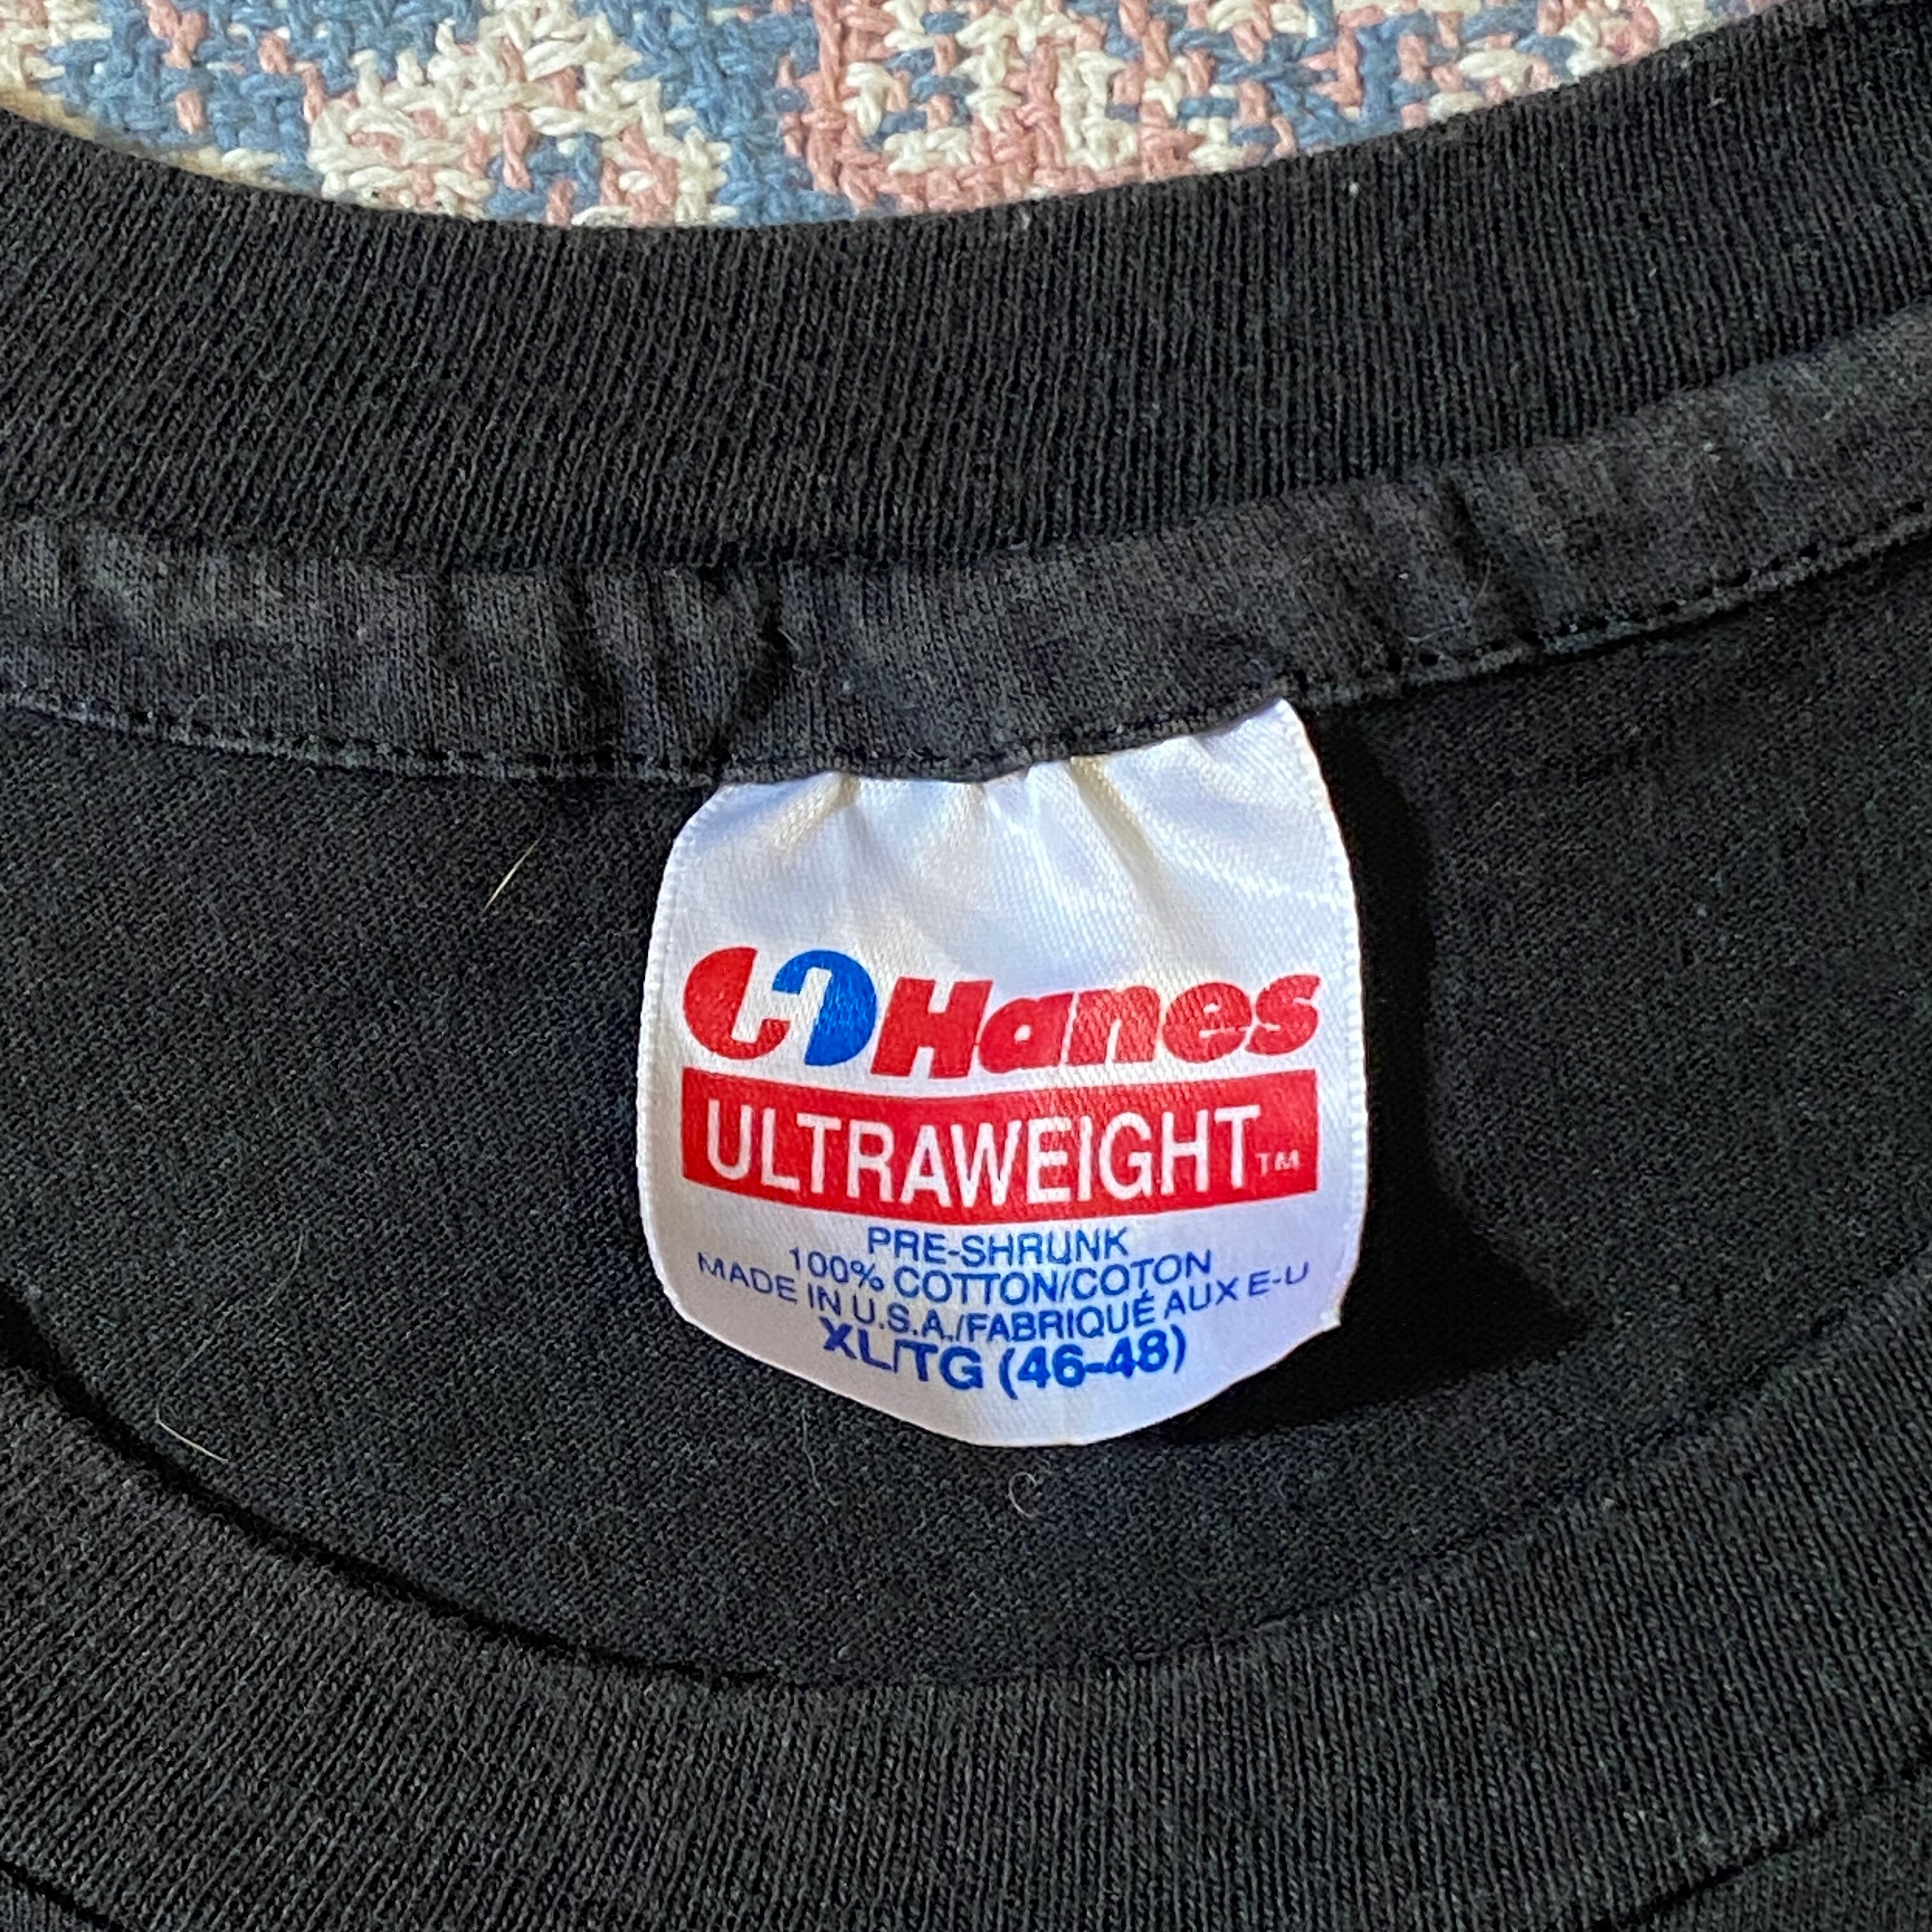 Hanes
ULTRAWEIGHT™
PRE-SHRUNK
100% COTTON/COTON
MADE IN U.S.A./FABRIQUÉ AUX E-U
XL/TG (46-48)